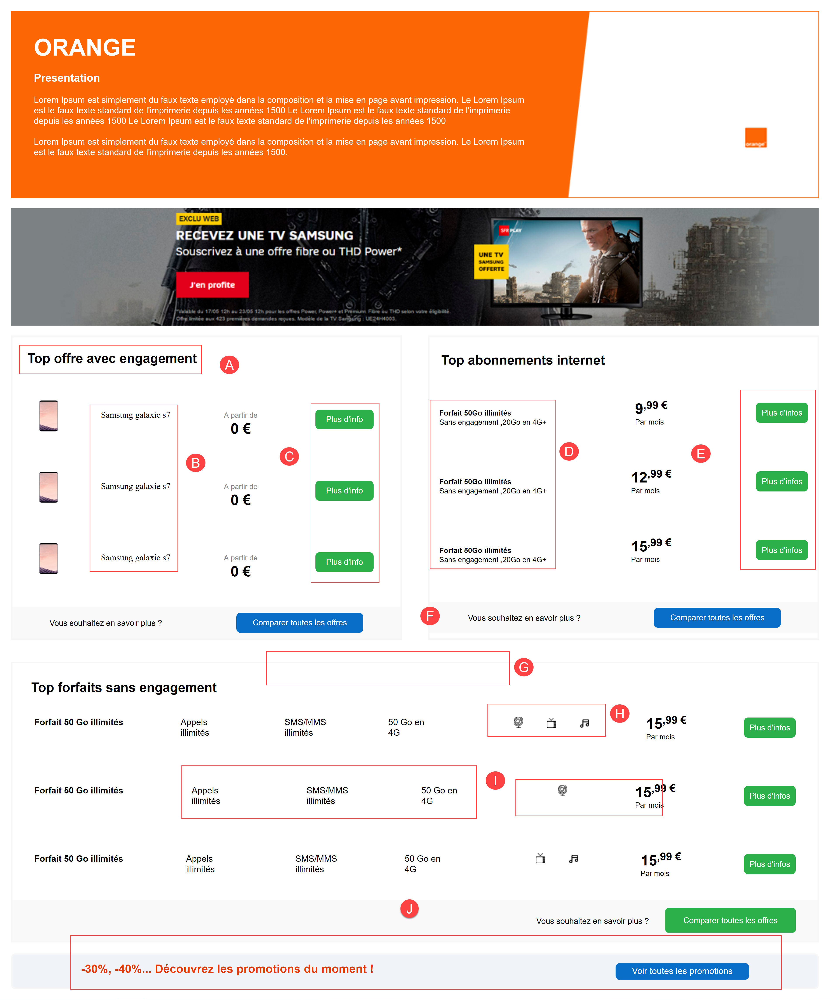 ORANGE
Presentation
Lorem Ipsum est simplement du faux texte employé dans la composition et la mise en page avant impression. Le Lorem Ipsum
est le faux texte standard de l'imprimerie depuis les années 1500 Le Lorem Ipsum est le faux texte standard de l'imprimerie
depuis les années 1500 Le Lorem Ipsum est le faux texte standard de l'imprimerie depuis les années 1500
Lorem Ipsum est simplement du faux texte employé dans la composition et la mise en page avant impression. Le Lorem Ipsum
est le faux texte standard de l'imprimerie depuis les années 1500.
orange
EXCLU WEB
RECEVEZ UNE TV SAMSUNG
Souscrivez à une offre fibre ou THD Power*
J'en profite
*Valable du 17/05 12h au 23/05 12h pour les offres Power, Power+ et Premium Fibre ou THD selon votre éligibilité.
Offre limitée aux 423 premières demandes reçues. Modèle de la TV Samsung : UE24H4003.
SFR PLAY
UNE TV
SAMSUNG
OFFERTE
Top offre avec engagement
A
Samsung galaxie s7
A partir de
0 €
Plus d'info
B
C
Samsung galaxie s7
A partir de
0 €
Plus d'info
Samsung galaxie s7
A partir de
0 €
Plus d'info
Vous souhaitez en savoir plus ?
Comparer toutes les offres
Top abonnements internet
Forfait 50Go illimités
Sans engagement ,20Go en 4G+
9,99 €
Par mois
Plus d'infos
D
E
Forfait 50Go illimités
Sans engagement ,20Go en 4G+
12,99 €
Par mois
Plus d'infos
Forfait 50Go illimités
Sans engagement ,20Go en 4G+
15,99 €
Par mois
Plus d'infos
F
Vous souhaitez en savoir plus ?
Comparer toutes les offres
G
Top forfaits sans engagement
Forfait 50 Go illimités
Appels
illimités
SMS/MMS
illimités
50 Go en
4G
H
15,99 €
Par mois
Plus d'infos
Forfait 50 Go illimités
Appels
illimités
SMS/MMS
illimités
50 Go en
4G
I
15,99 €
Par mois
Plus d'infos
Forfait 50 Go illimités
Appels
illimités
SMS/MMS
illimités
50 Go en
4G
15,99 €
Par mois
Plus d'infos
J
Vous souhaitez en savoir plus ?
Comparer toutes les offres
-30%, -40%... Découvrez les promotions du moment !
Voir toutes les promotions